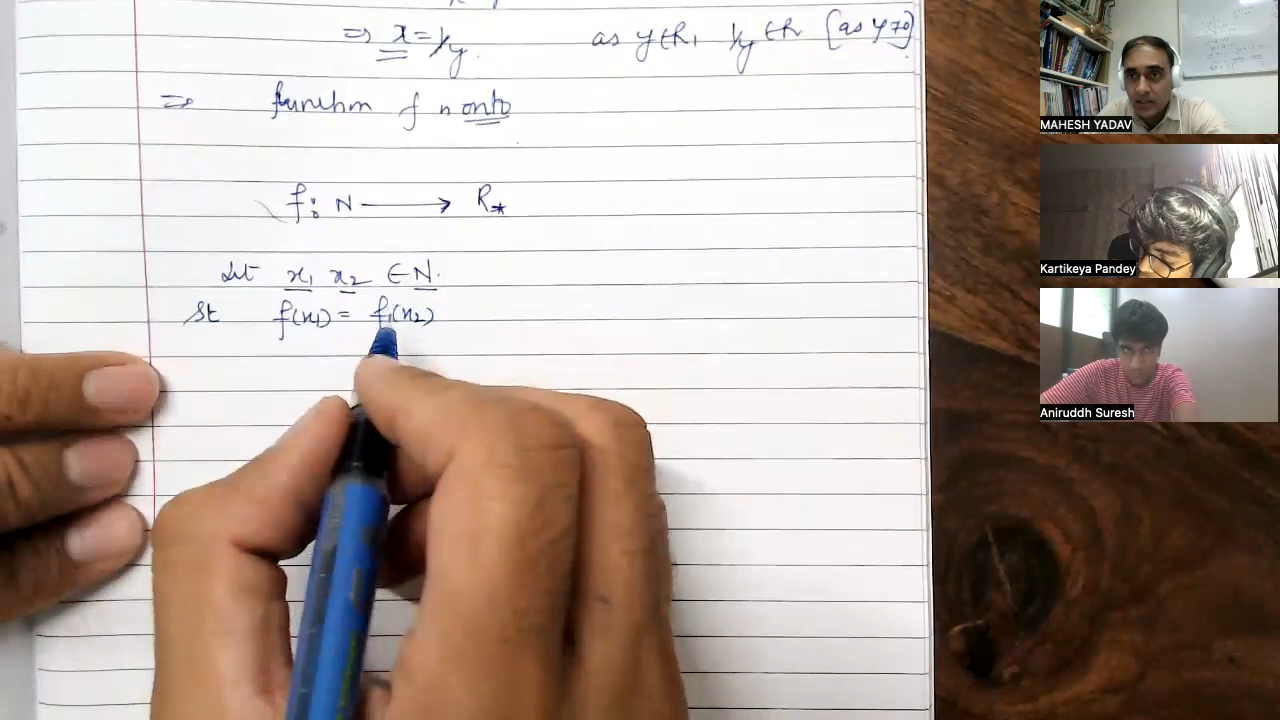 ⇒ x = 1/y. as y ∈ R, 1/y ∈ R [as y ≠ 0]
⇒ function f n onto
f: N ⟶ R*
Let x1 x2 ∈ N.
St f(x1) = f(x2)
MAHESH YADAV
Kartikeya Pandey
Aniruddh Suresh